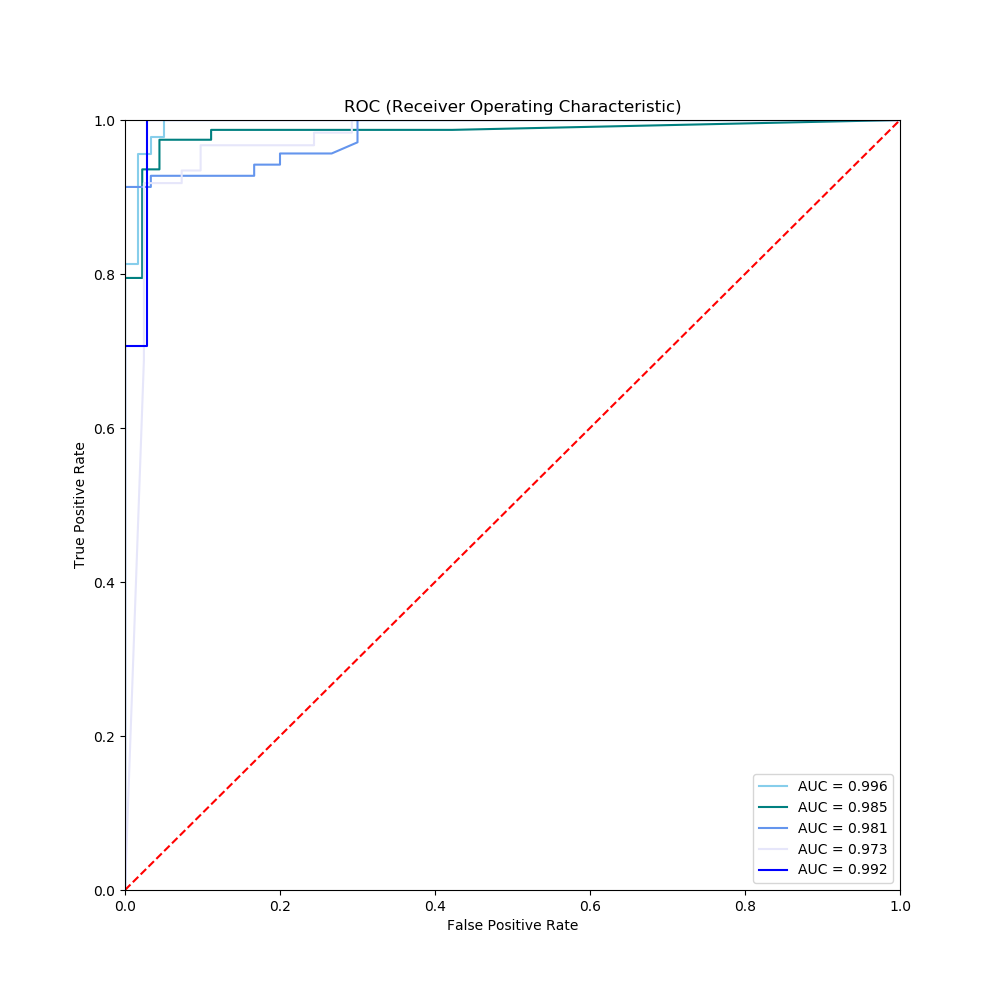 ROC (Receiver Operating Characteristic)
1.0
0.8
0.6
0.4
0.2
0.0
True Positive Rate
AUC = 0.996
AUC = 0.985
AUC = 0.981
AUC = 0.973
AUC = 0.992
0.0 0.2 0.4 0.6 0.8 1.0
False Positive Rate